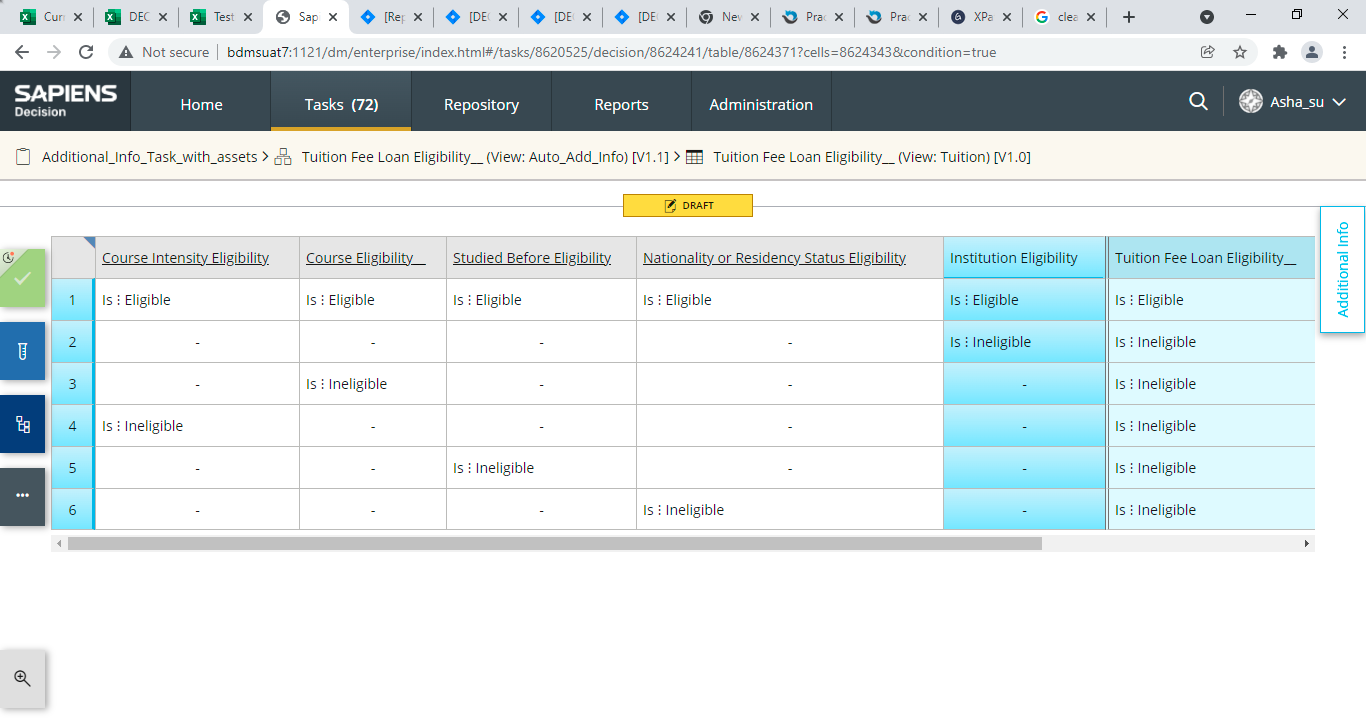 Curr DEC Test Sap [Rep [DEC [DEC [DEC New Prac Prac XPa clea
Not secure bdmsuat7:1121/dm/enterprise/index.html#/tasks/8620525/decision/8624241/table/8624371?cells=8624343&condition=true
SAPIENS
Decision
Home Tasks (72) Repository Reports Administration Asha_su
Additional_Info_Task_with_assets > Tuition Fee Loan Eligibility__ (View: Auto_Add_Info) [V1.1] > Tuition Fee Loan Eligibility__ (View: Tuition) [V1.0]
DRAFT
Additional Info
Course Intensity Eligibility Course Eligibility__ Studied Before Eligibility Nationality or Residency Status Eligibility Institution Eligibility Tuition Fee Loan Eligibility__
1 Is ⋮ Eligible Is ⋮ Eligible Is ⋮ Eligible Is ⋮ Eligible Is ⋮ Eligible Is ⋮ Eligible
2 - - - - Is ⋮ Ineligible Is ⋮ Ineligible
3 - Is ⋮ Ineligible - - - Is ⋮ Ineligible
4 Is ⋮ Ineligible - - - - Is ⋮ Ineligible
5 - - Is ⋮ Ineligible - - Is ⋮ Ineligible
6 - - - Is ⋮ Ineligible - Is ⋮ Ineligible